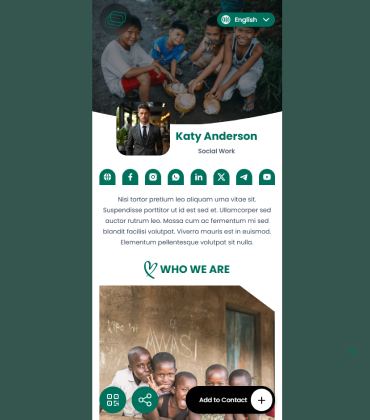 English
Katy Anderson
Social Work
Nisi tortor pretium leo aliquam uma vitae sit.
Suspendisse porttitor ut id est sed et. Ullamcorper sed
auctor rutrum leo. Massa cum ac fermentum mi sed
blandit facilisi volutpat. Viverra mauris est in euismod.
Elementum pellentesque volutpat sit nulla.
WHO WE ARE
MWASI
Add to Contact